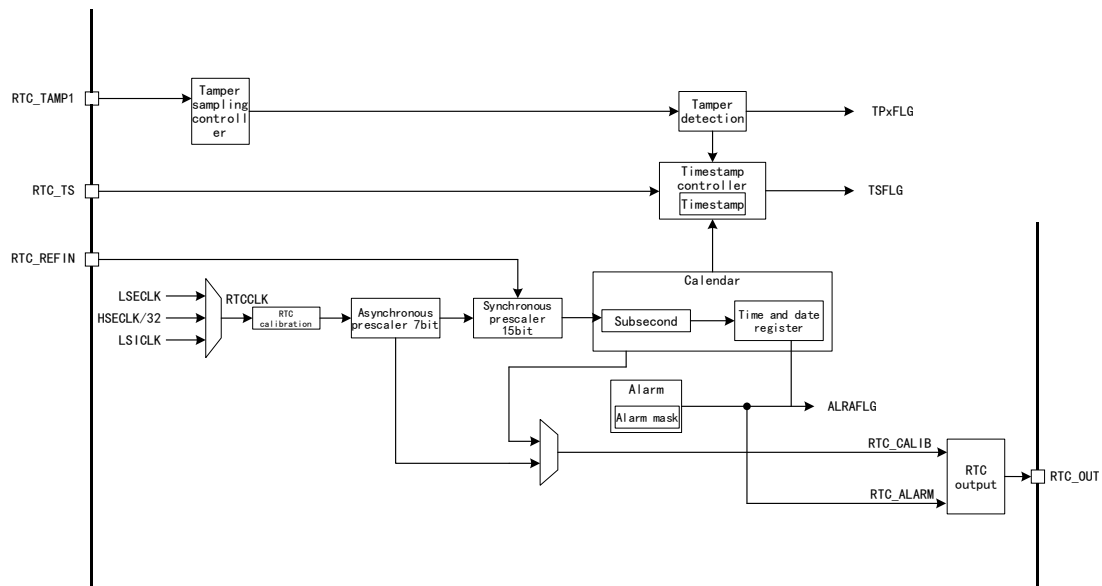 RTC_TAMP1
Tamper
sampling
controll
er
Tamper
detection
TPxFLG
RTC_TS
Timestamp
controller
Timestamp
TSFLG
RTC_REFIN
LSECLK
HSECLK/32
LSICLK
RTCCLK
RTC
calibration
Asynchronous
prescaler 7bit
Synchronous
prescaler
15bit
Calendar
Subsecond
Time and date
register
Alarm
Alarm mask
ALRAFLG
RTC_CALIB
RTC_ALARM
RTC
output
RTC_OUT